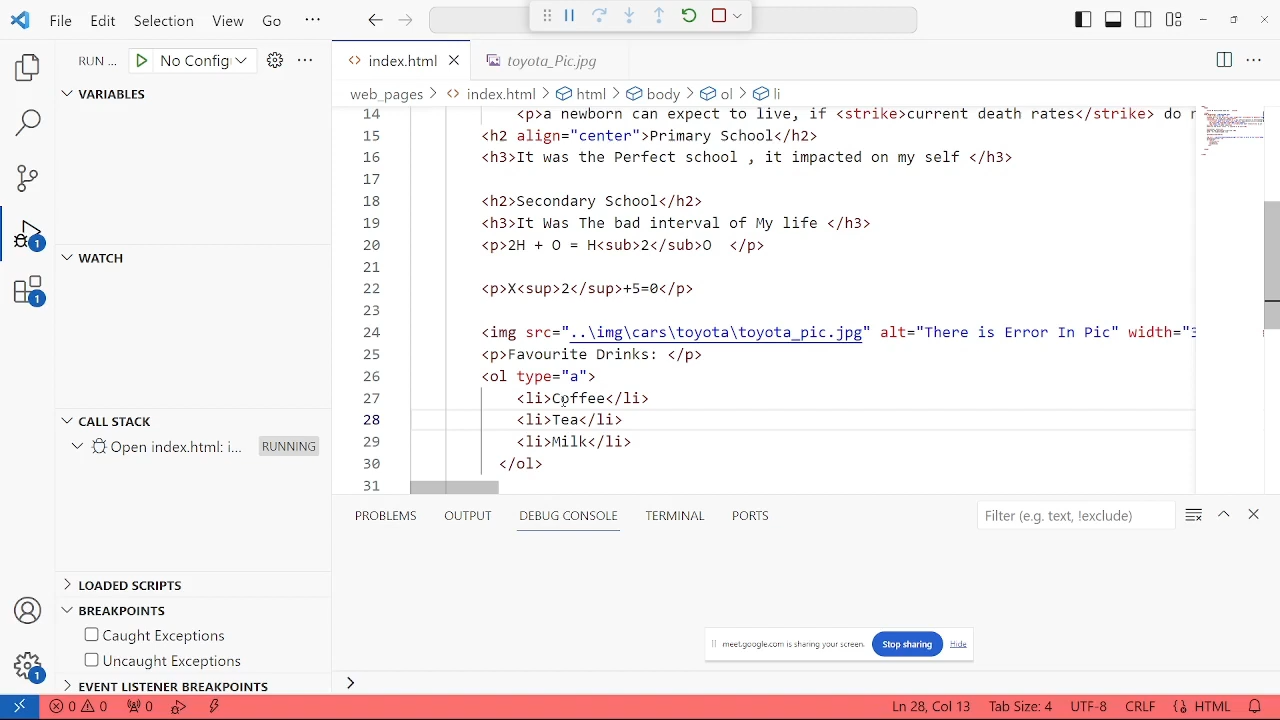 File Edit Selection View Go ···
RUN ... No Config ···
index.html toyota_Pic.jpg
web_pages > index.html > html > body > ol > li
VARIABLES
WATCH
CALL STACK
Open index.html: i... RUNNING
LOADED SCRIPTS
BREAKPOINTS
Caught Exceptions
Uncaught Exceptions
EVENT LISTENER BREAKPOINTS
1
1
1
14 <p>a newborn can expect to live, if <strike>current death rates</strike> do n
15 <h2 align="center">Primary School</h2>
16 <h3>It was the Perfect school , it impacted on my self </h3>
17
18 <h2>Secondary School</h2>
19 <h3>It Was The bad interval of My life </h3>
20 <p>2H + O = H<sub>2</sub>O  </p>
21
22 <p>X<sup>2</sup>+5=0</p>
23
24 <img src="..\img\cars\toyota\toyota_pic.jpg" alt="There is Error In Pic" width="3
25 <p>Favourite Drinks: </p>
26 <ol type="a">
27 <li>Coffee</li>
28 <li>Tea</li>
29 <li>Milk</li>
30 </ol>
31
PROBLEMS OUTPUT DEBUG CONSOLE TERMINAL PORTS Filter (e.g. text, !exclude)
meet.google.com is sharing your screen. Stop sharing Hide
>
0 0 0 Ln 28, Col 13 Tab Size: 4 UTF-8 CRLF HTML